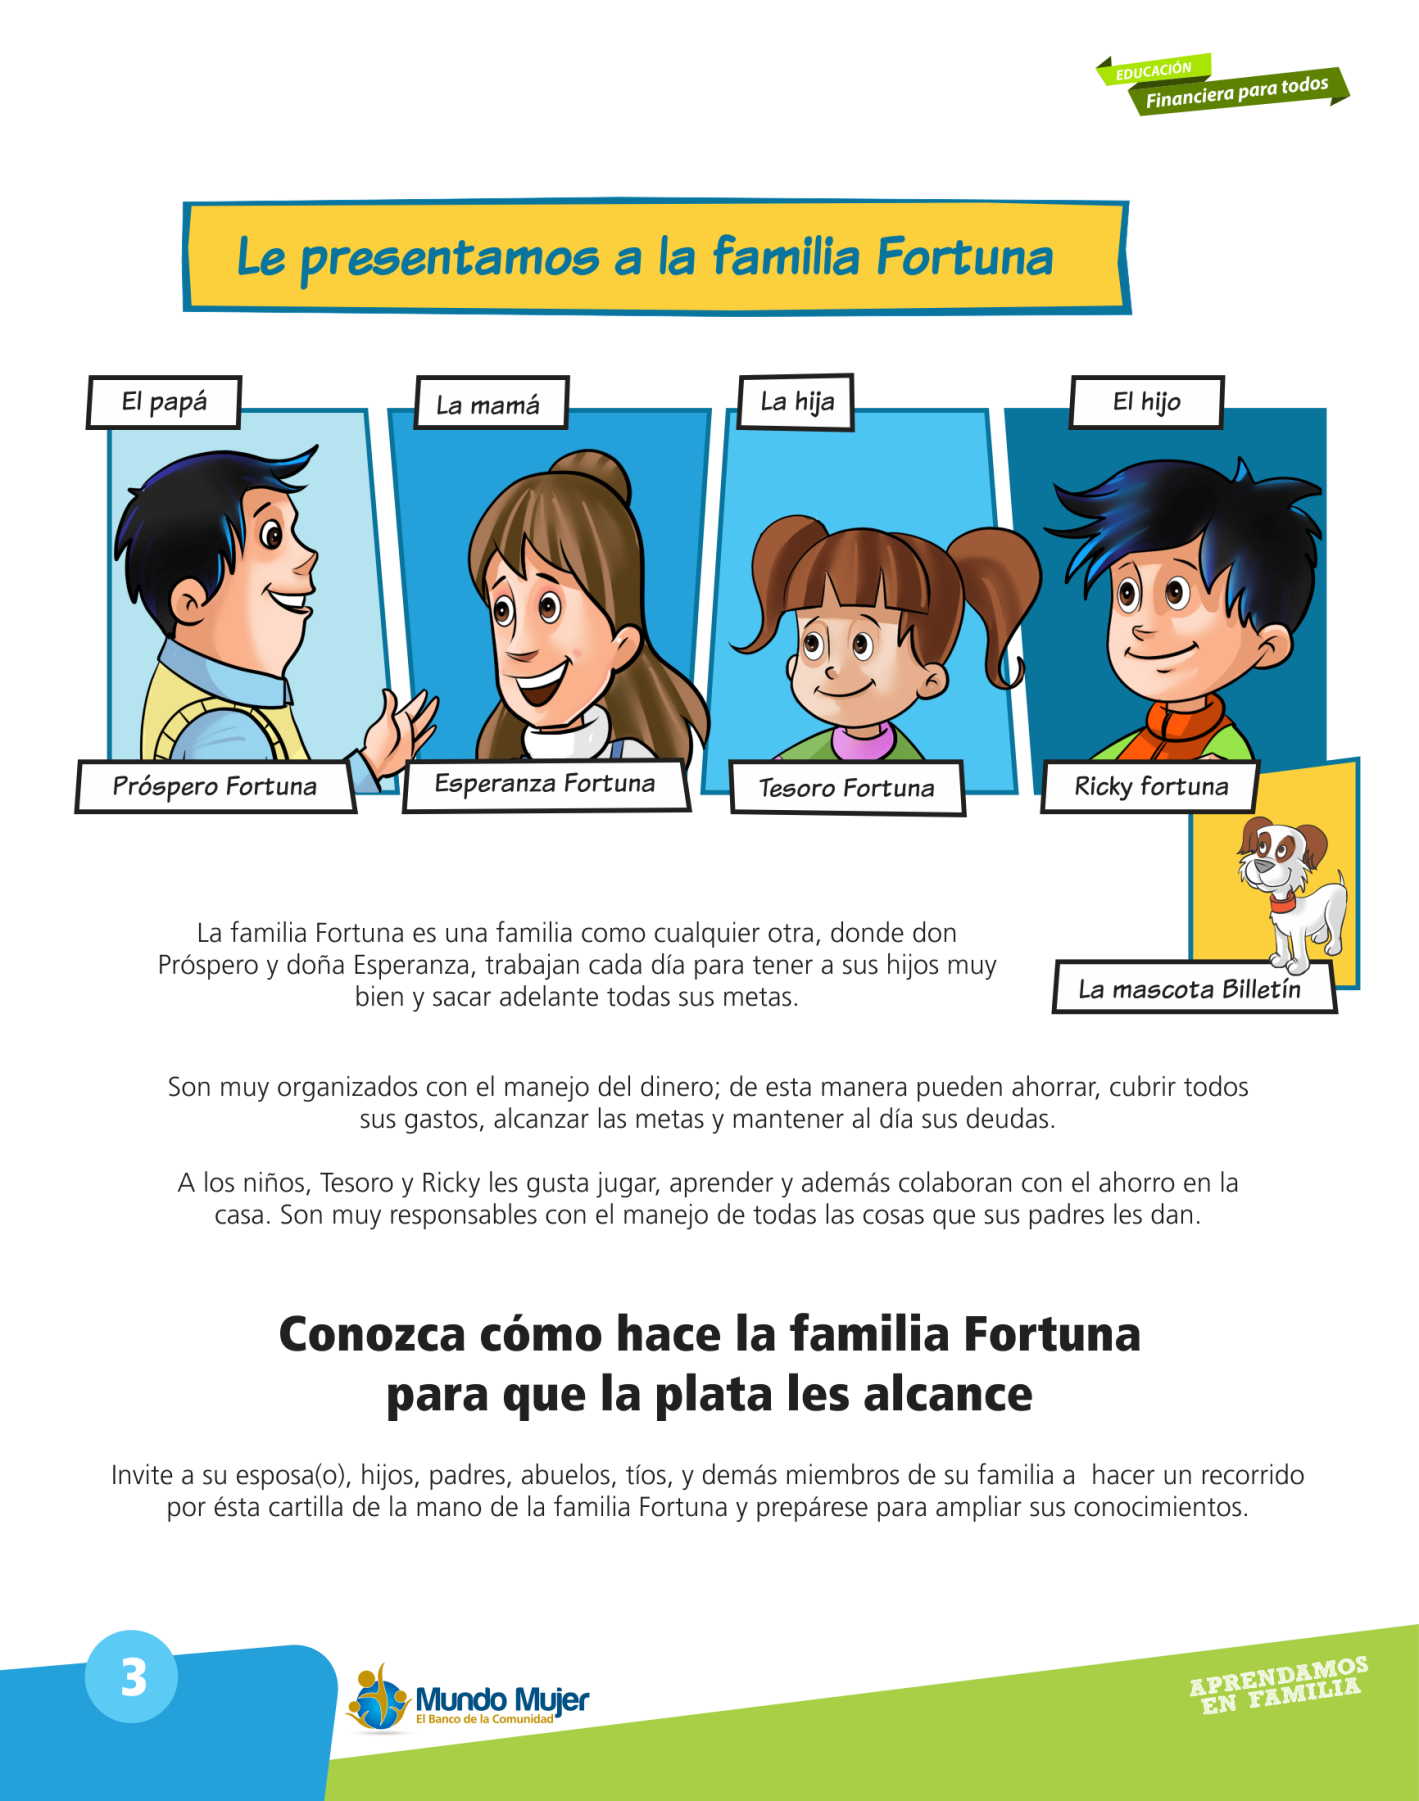 EDUCACIÓN
Financiera para todos
Le presentamos a la familia Fortuna
El papá
La mamá
La hija
El hijo
Próspero Fortuna
Esperanza Fortuna
Tesoro Fortuna
Ricky fortuna
La mascota Billetín
La familia Fortuna es una familia como cualquier otra, donde don
Próspero y doña Esperanza, trabajan cada día para tener a sus hijos muy
bien y sacar adelante todas sus metas.
Son muy organizados con el manejo del dinero; de esta manera pueden ahorrar, cubrir todos
sus gastos, alcanzar las metas y mantener al día sus deudas.
A los niños, Tesoro y Ricky les gusta jugar, aprender y además colaboran con el ahorro en la
casa. Son muy responsables con el manejo de todas las cosas que sus padres les dan.
Conozca cómo hace la familia Fortuna
para que la plata les alcance
Invite a su esposa(o), hijos, padres, abuelos, tíos, y demás miembros de su familia a  hacer un recorrido
por ésta cartilla de la mano de la familia Fortuna y prepárese para ampliar sus conocimientos.
3
Mundo Mujer
El Banco de la Comunidad
APRENDAMOS
EN FAMILIA